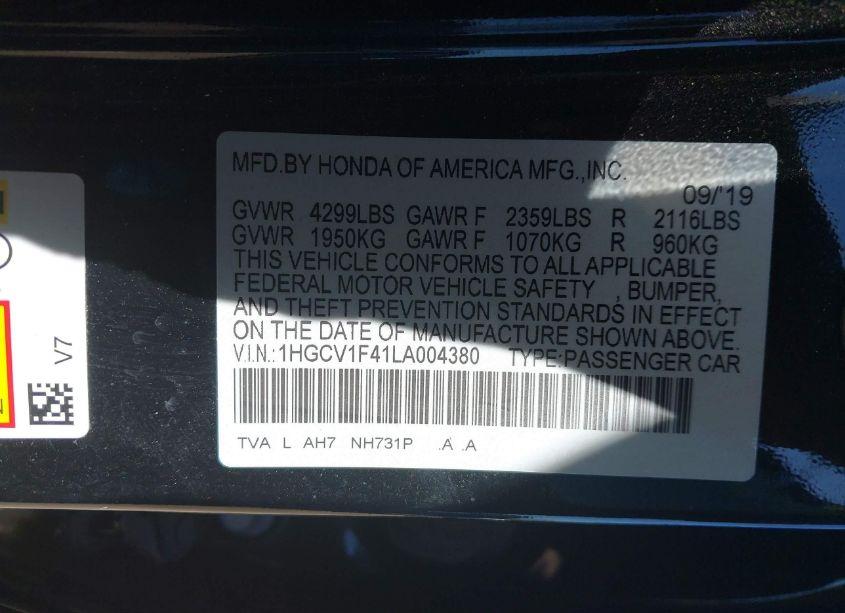 MFD.BY HONDA OF AMERICA MFG.,INC.
09/'19
GVWR 4299LBS GAWR F 2359LBS R 2116LBS
GVWR 1950KG GAWR F 1070KG R 960KG
THIS VEHICLE CONFORMS TO ALL APPLICABLE
FEDERAL MOTOR VEHICLE SAFETY , BUMPER,
AND THEFT PREVENTION STANDARDS IN EFFECT
ON THE DATE OF MANUFACTURE SHOWN ABOVE.
V.I.N.:1HGCV1F41LA004380 TYPE:PASSENGER CAR
TVA L AH7 NH731P .A .A
V7